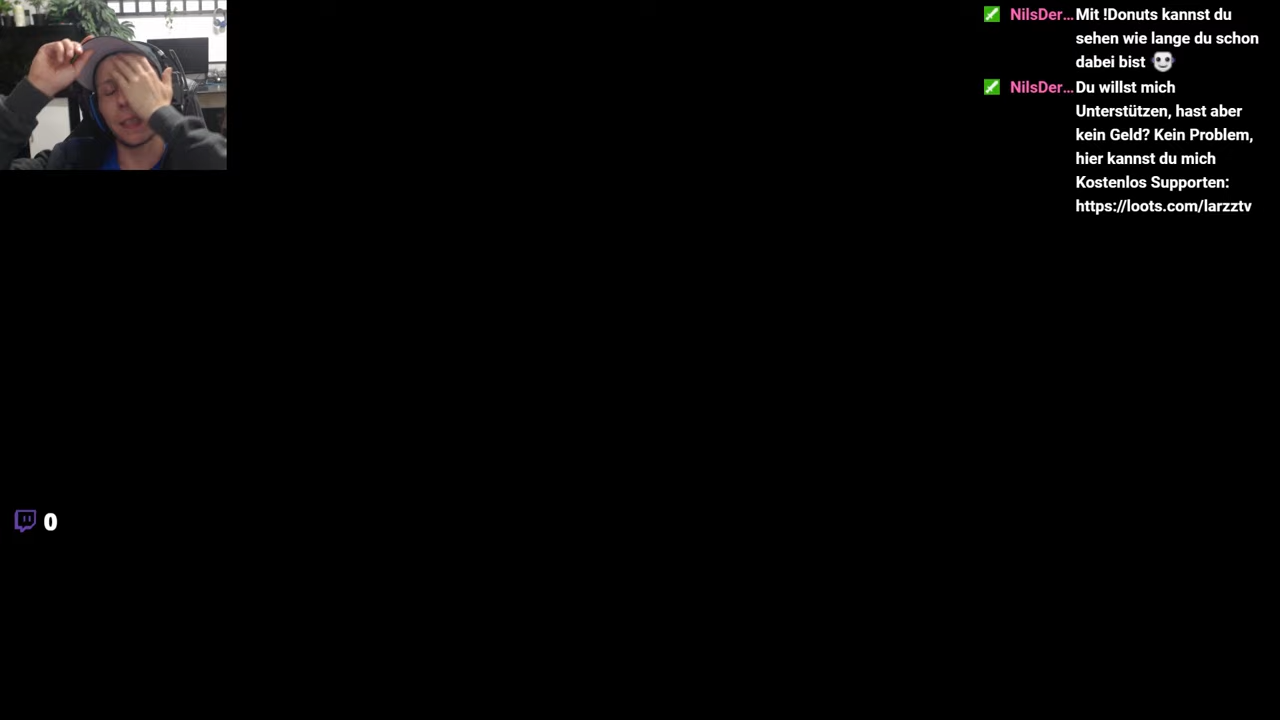 NilsDer... Mit !Donuts kannst du
sehen wie lange du schon
dabei bist
NilsDer... Du willst mich
Unterstützen, hast aber
kein Geld? Kein Problem,
hier kannst du mich
Kostenlos Supporten:
https://loots.com/larzztv
0